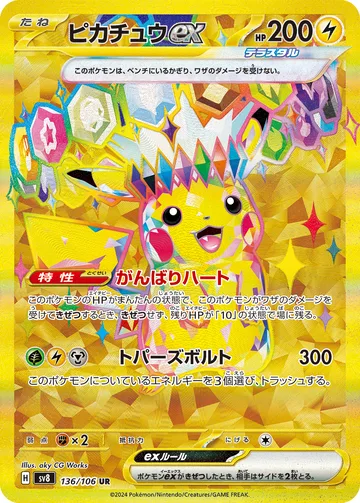 たね
ピカチュウex
HP200
テラスタル
このポケモンは、ベンチにいるかぎり、ワザのダメージを受けない。
特性
とくせい
がんばりハート
このポケモンのHPがまんたんの状態で、このポケモンがワザのダメージを
受けてきぜつするとき、きぜつせず、残りHPが「10」の状態で場に残る。
トパーズボルト 300
このポケモンについているエネルギーを3個選び、トラッシュする。
弱点 ×2 抵抗力 にげる
Illus. aky CG Works
H sv8 136/106 UR
exルール
ポケモンexがきぜつしたとき、相手はサイドを2枚とる。
©2024 Pokémon/Nintendo/Creatures/GAME FREAK.